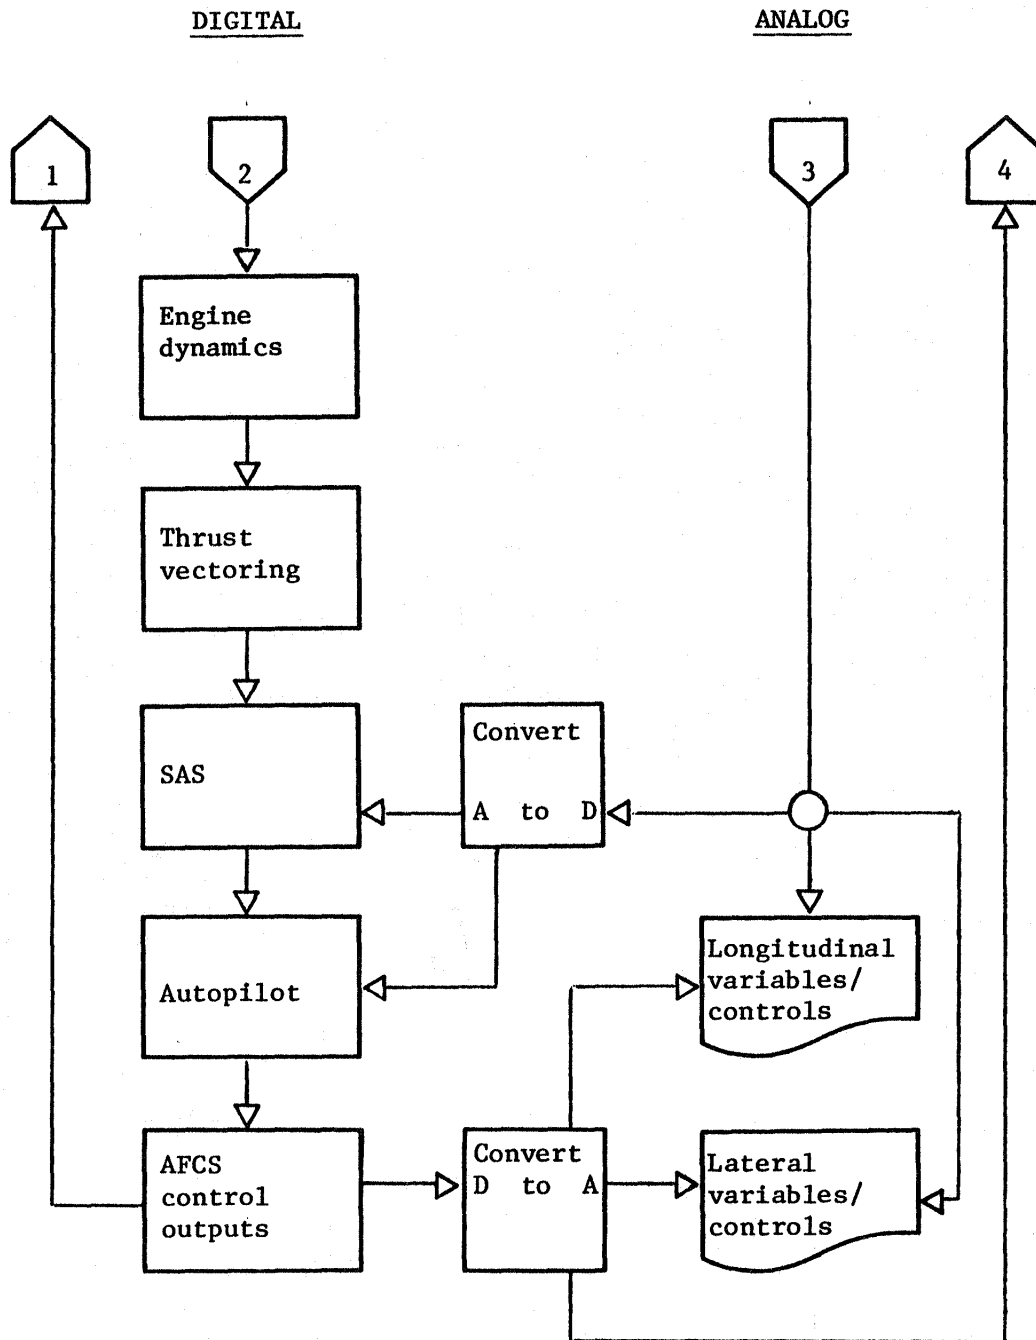 DIGITAL
ANALOG
1
2
3
4
Engine
dynamics
Thrust
vectoring
SAS
Convert
A to D
Autopilot
Longitudinal
variables/
controls
AFCS
control
outputs
Convert
D to A
Lateral
variables/
controls